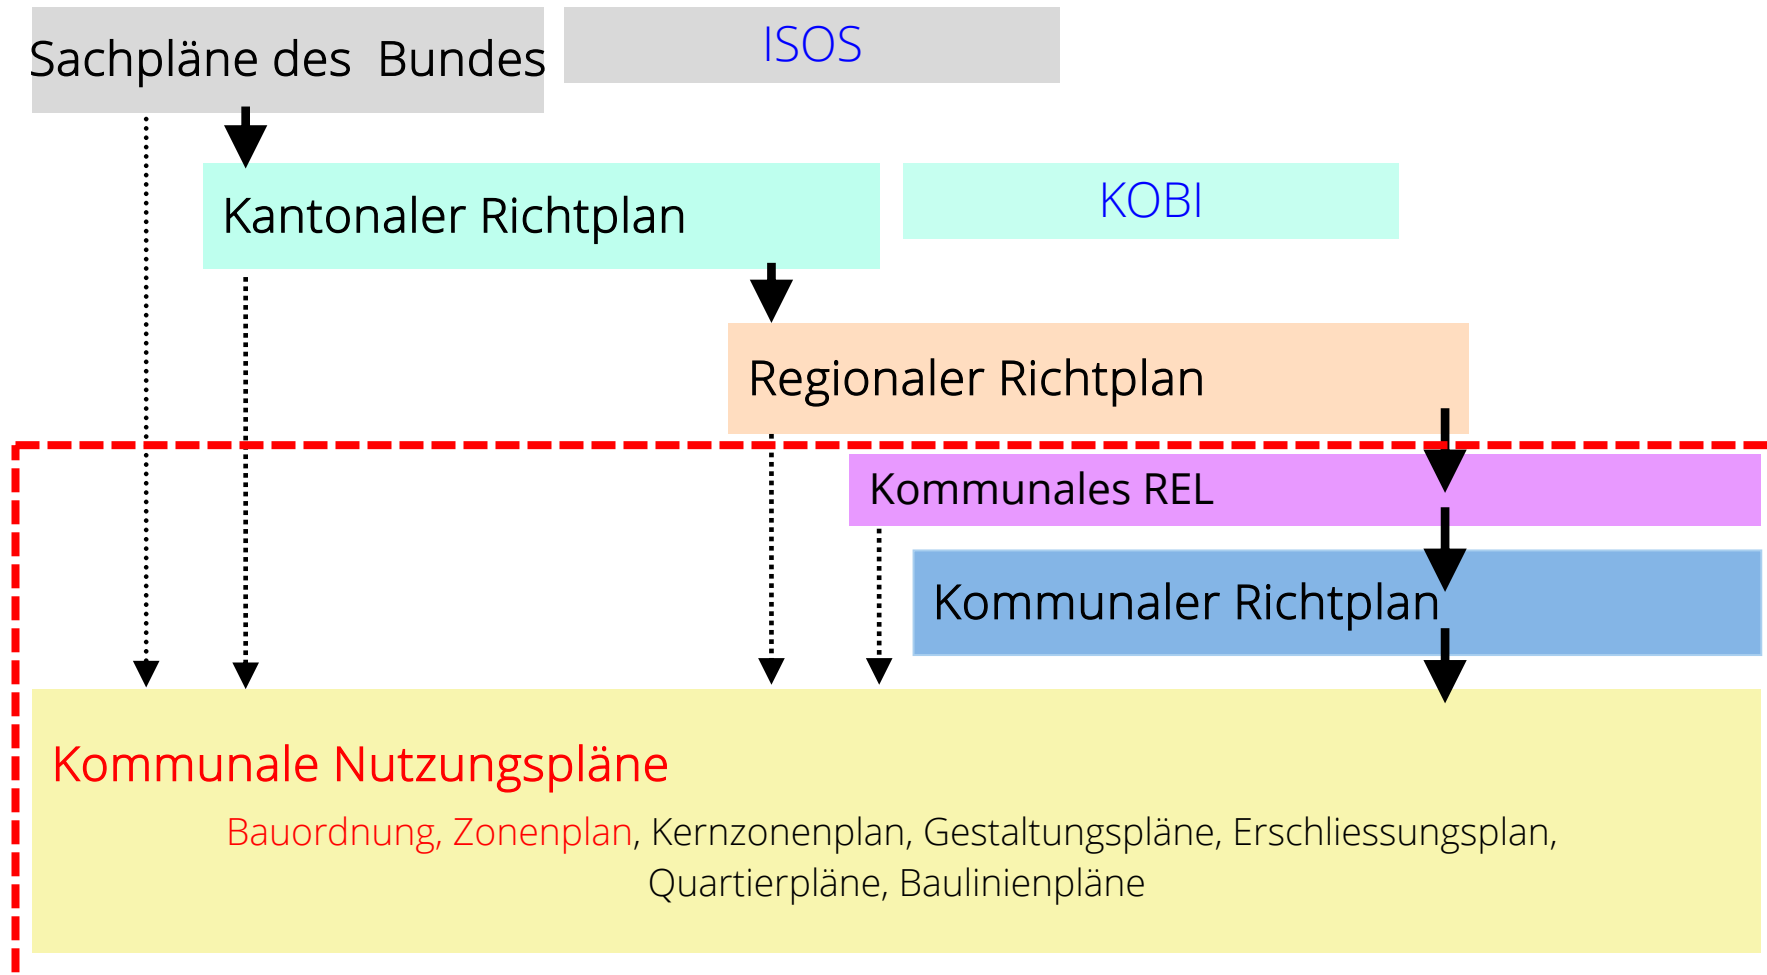 Sachpläne des  Bundes
ISOS
Kantonaler Richtplan
KOBI
Regionaler Richtplan
Kommunales REL
Kommunaler Richtplan
Kommunale Nutzungspläne
Bauordnung, Zonenplan, Kernzonenplan, Gestaltungspläne, Erschliessungsplan,
Quartierpläne, Baulinienpläne